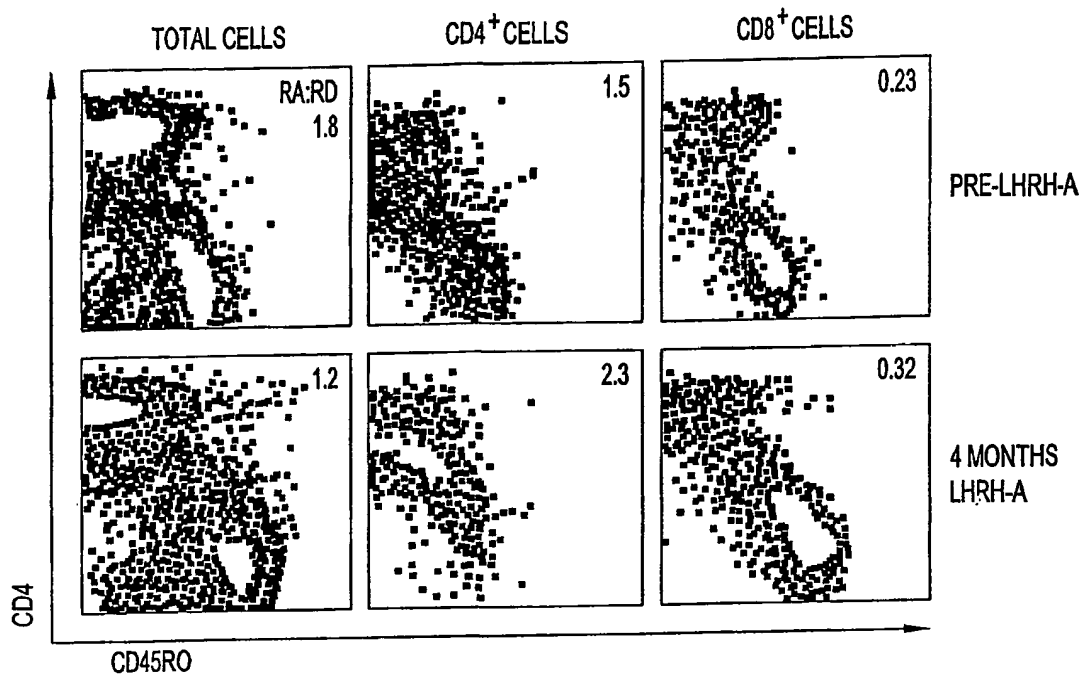 TOTAL CELLS
CD4+ CELLS
CD8+ CELLS
RA:RD
1.8
1.5
0.23
PRE-LHRH-A
1.2
2.3
0.32
4 MONTHS
LHRH-A
CD4
CD45RO